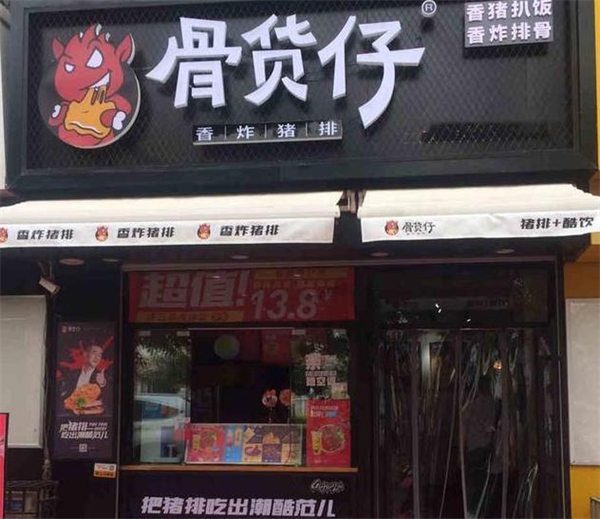 骨货仔®
香猪扒饭
香炸排骨
香炸猪排
香炸猪排
香炸猪排
香炸猪排
骨货仔
猪排+酷饮
超值!
13.8
把猪排
吃出潮酷范儿
把猪排吃出潮酷范儿